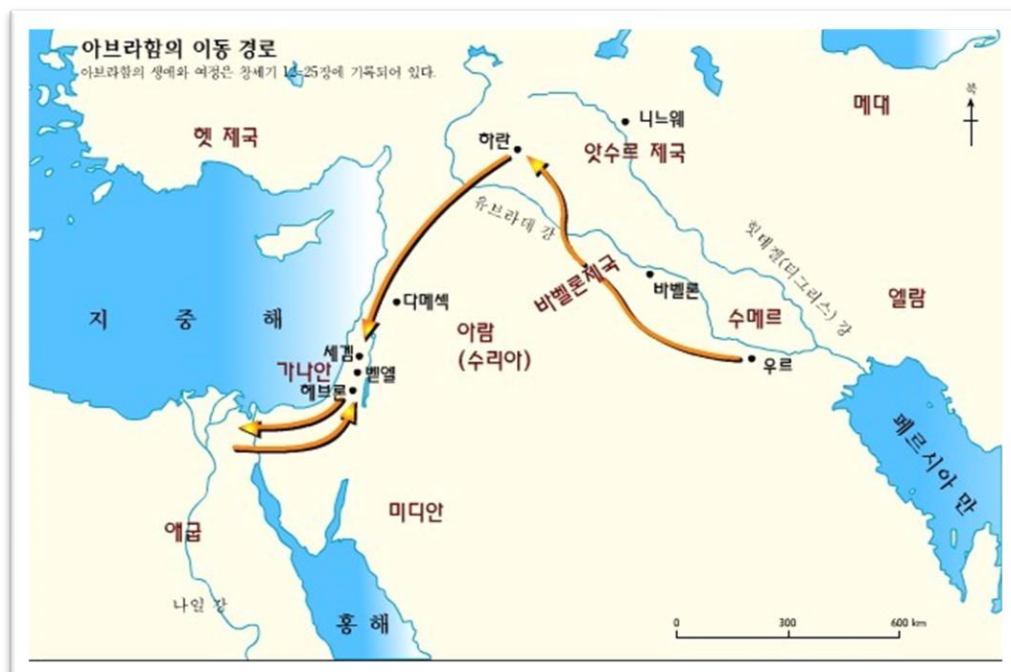 아브라함의 이동 경로
아브라함의 생애와 여정은 창세기 12-25장에 기록되어 있다.
북
메대
니느웨
헷 제국
하란
앗수르 제국
유브라데 강
힛데겔(티그리스) 강
바벨론제국
바벨론
엘람
다메섹
수메르
지 중 해
아람
(수리아)
세겜
가나안
벧엘
우르
헤브론
페르시아 만
미디안
애굽
나일 강
홍 해
0 300 600 km